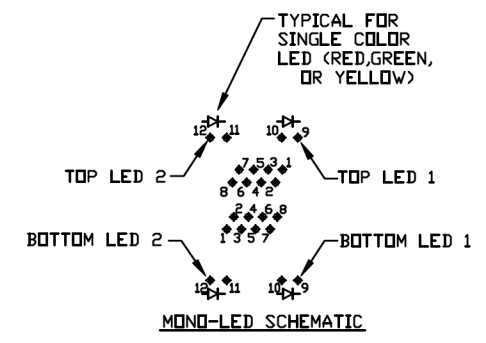 TYPICAL FOR
SINGLE COLOR
LED (RED,GREEN,
OR YELLOW)
12 11 10 9
7 5 3 1
TOP LED 2 TOP LED 1
8 6 4 2
2 4 6 8
1 3 5 7
BOTTOM LED 2 BOTTOM LED 1
12 11 10 9
MONO-LED SCHEMATIC